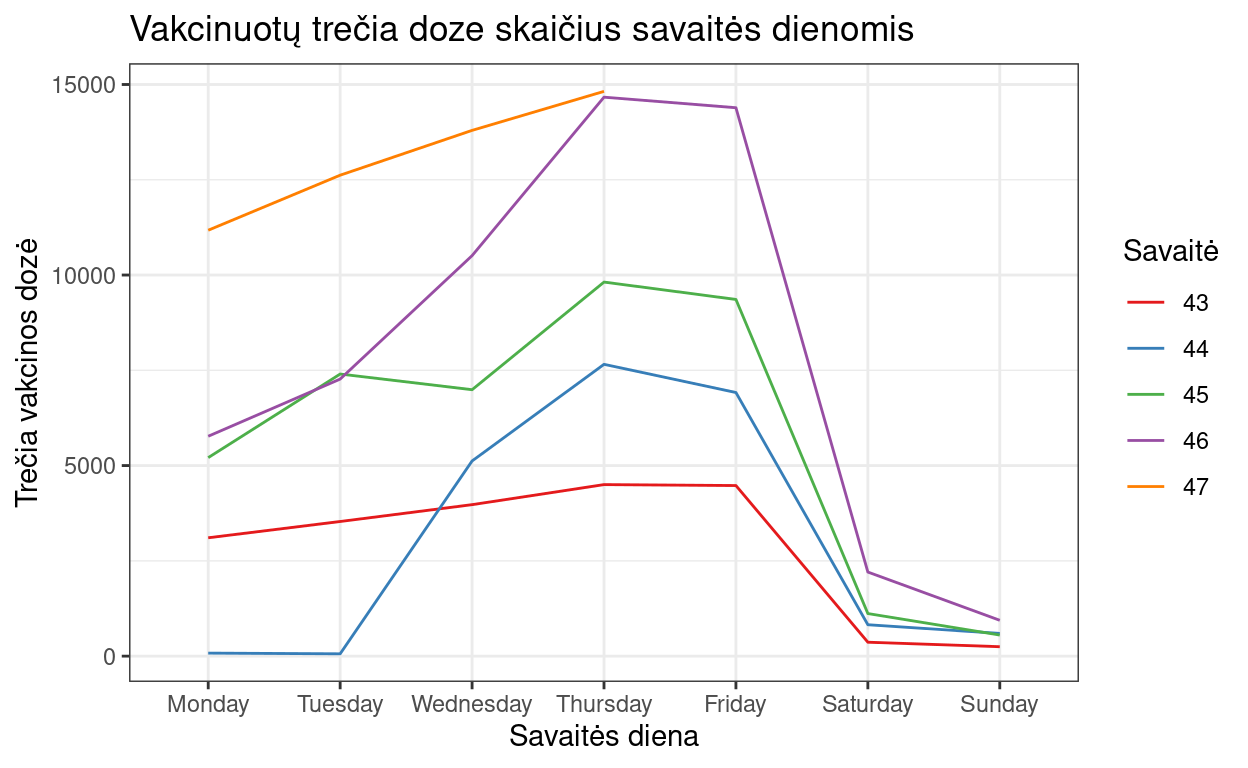 Vakcinuotų trečia doze skaičius savaitės dienomis
Trečia vakcinos dozė
15000
10000
5000
0
Monday Tuesday Wednesday Thursday Friday Saturday Sunday
Savaitės diena
Savaitė
43
44
45
46
47